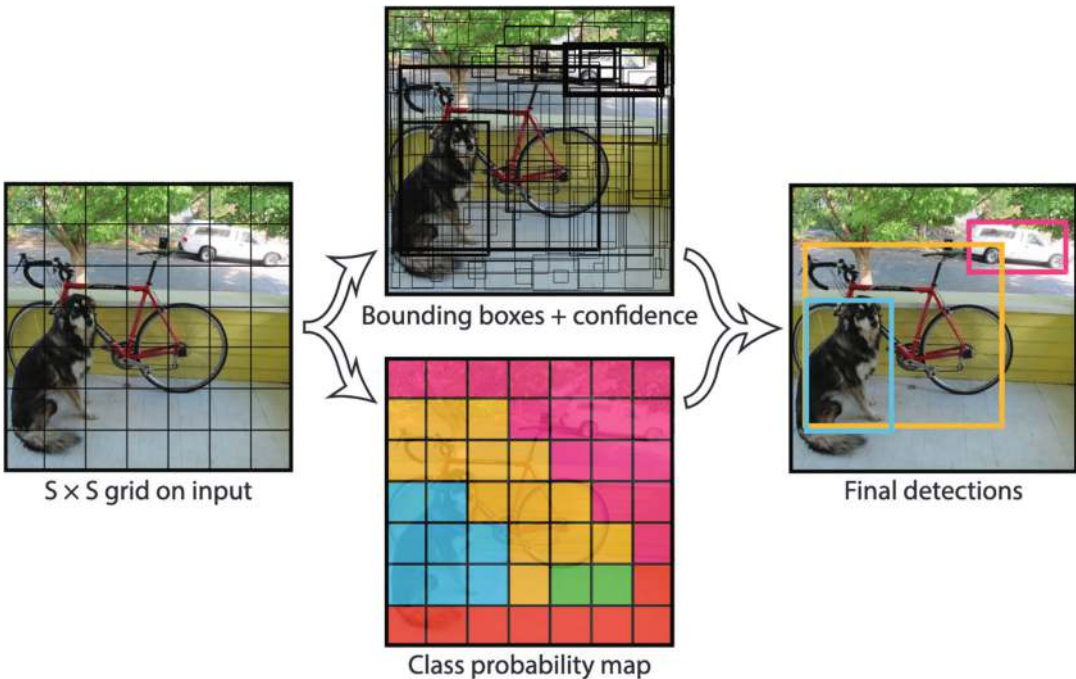 S × S grid on input
Bounding boxes + confidence
Class probability map
Final detections